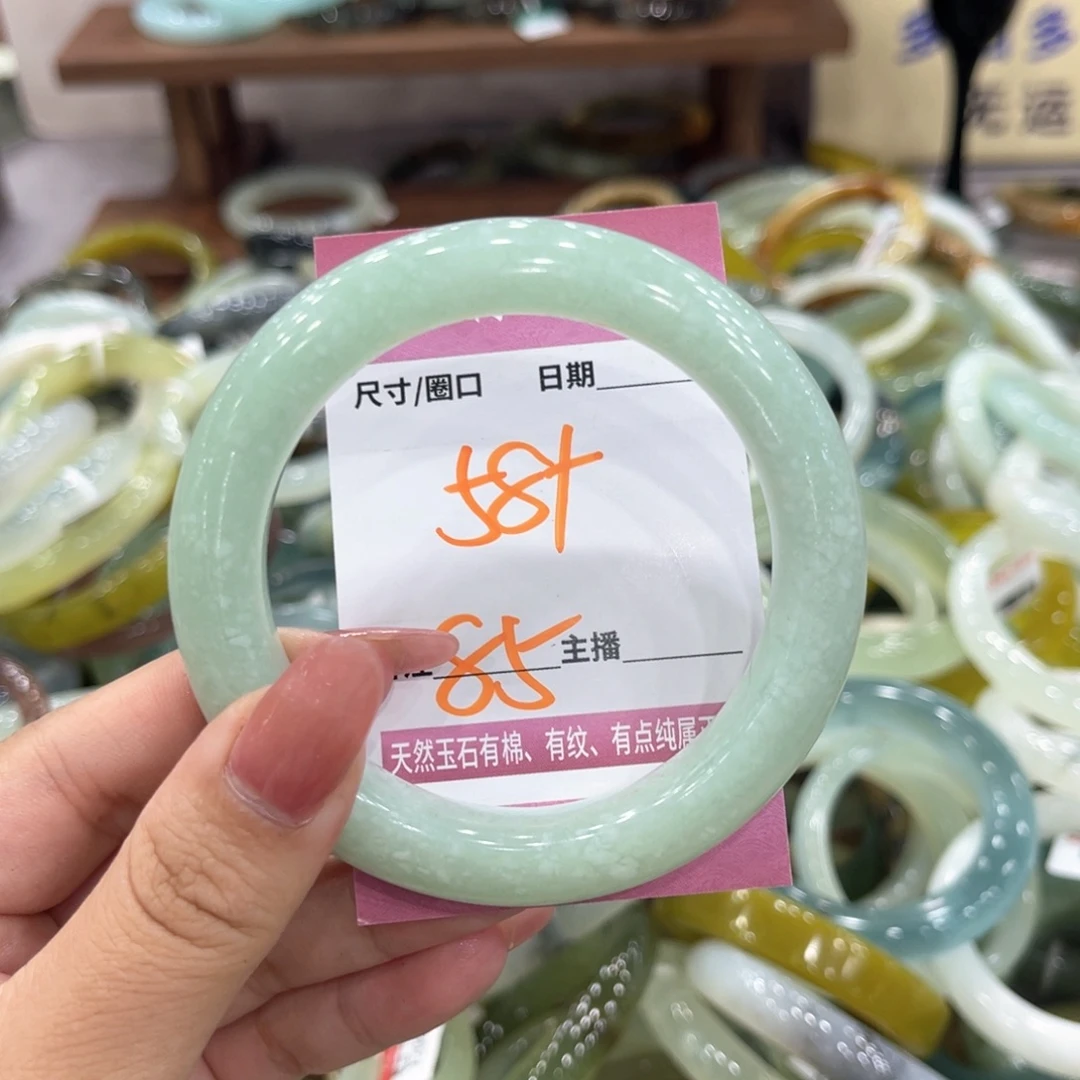 尺寸/圈口 日期
58+
85 主播
天然玉石有棉、有纹、有点纯属